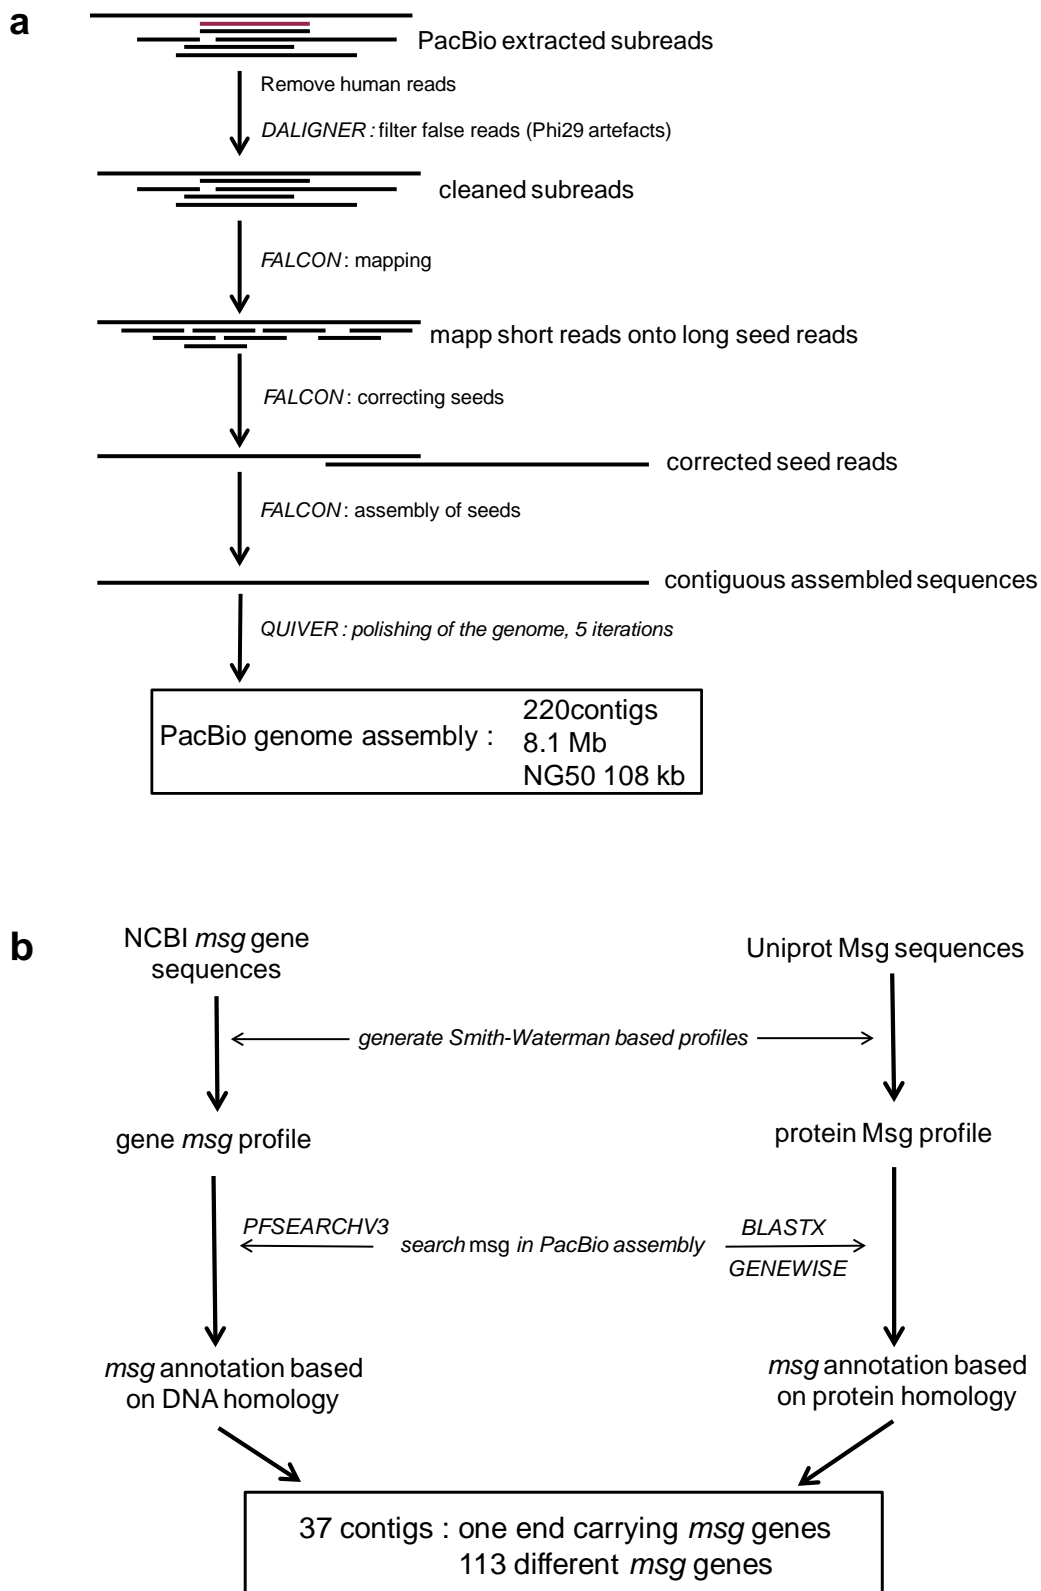 a
PacBio extracted subreads
Remove human reads
DALIGNER : filter false reads (Phi29 artefacts)
cleaned subreads
FALCON : mapping
mapp short reads onto long seed reads
FALCON : correcting seeds
corrected seed reads
FALCON : assembly of seeds
contiguous assembled sequences
QUIVER : polishing of the genome, 5 iterations
PacBio genome assembly :
220contigs
8.1 Mb
NG50 108 kb
b
NCBI msg gene
sequences
Uniprot Msg sequences
generate Smith-Waterman based profiles
gene msg profile
protein Msg profile
PFSEARCHV3
search msg in PacBio assembly
BLASTX
GENEWISE
msg annotation based
on DNA homology
msg annotation based
on protein homology
37 contigs : one end carrying msg genes
113 different msg genes